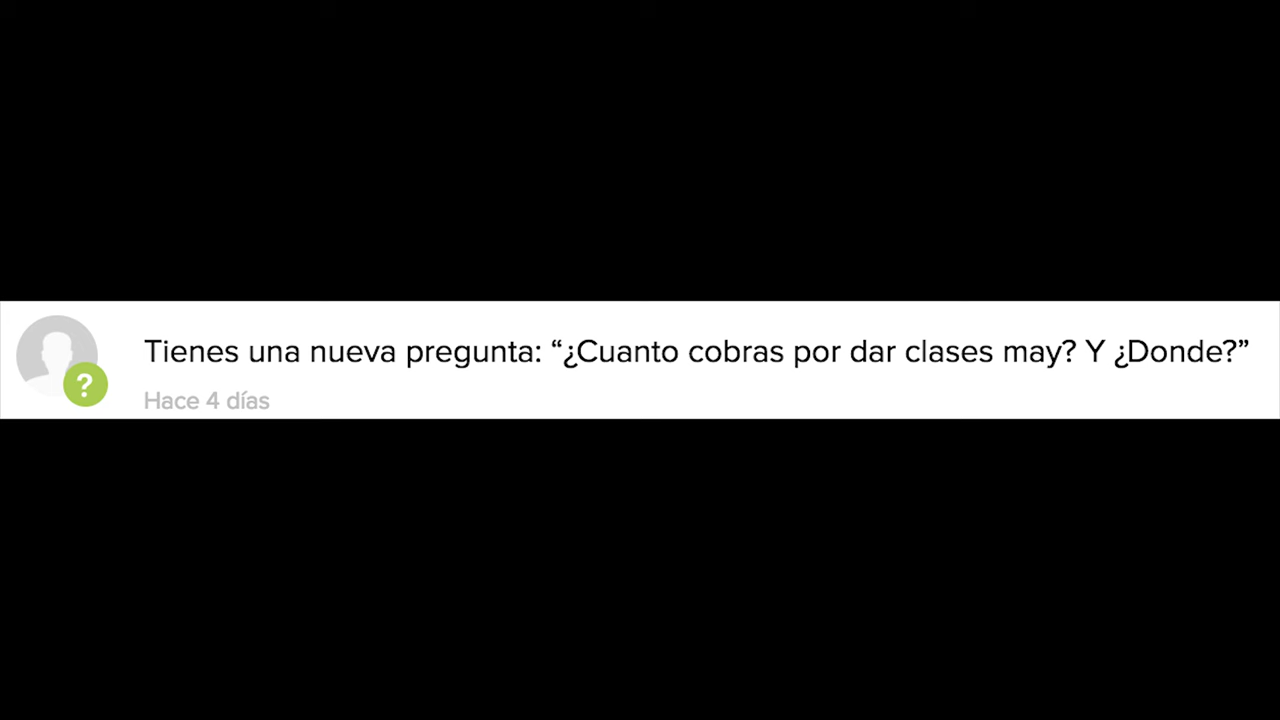 Tienes una nueva pregunta: “¿Cuanto cobras por dar clases may? Y ¿Donde?”
?
Hace 4 días